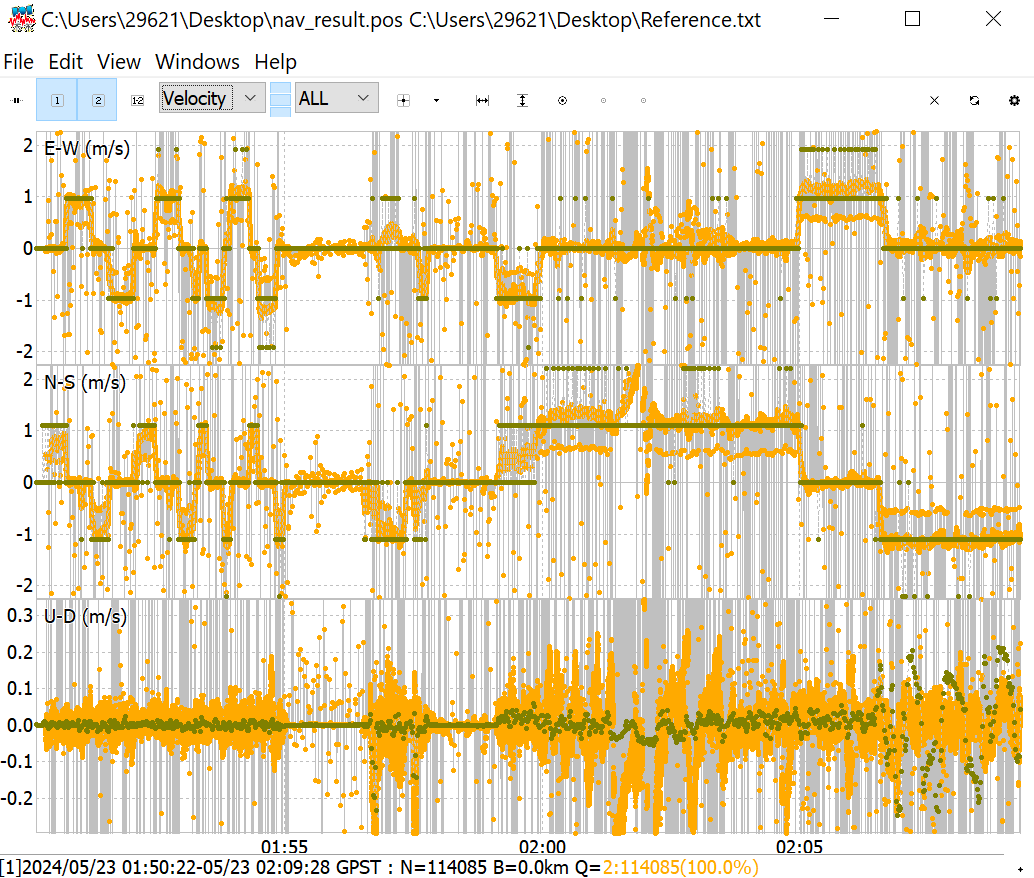 C:\Users\29621\Desktop\nav_result.pos C:\Users\29621\Desktop\Reference.txt
File Edit View Windows Help
1 2 1-2 Velocity ALL
E-W (m/s)
2
1
0
-1
-2
N-S (m/s)
2
1
0
-1
-2
U-D (m/s)
0.3
0.2
0.1
0.0
-0.1
-0.2
01:55 02:00 02:05
[1]2024/05/23 01:50:22-05/23 02:09:28 GPST : N=114085 B=0.0km Q=2:114085(100.0%)